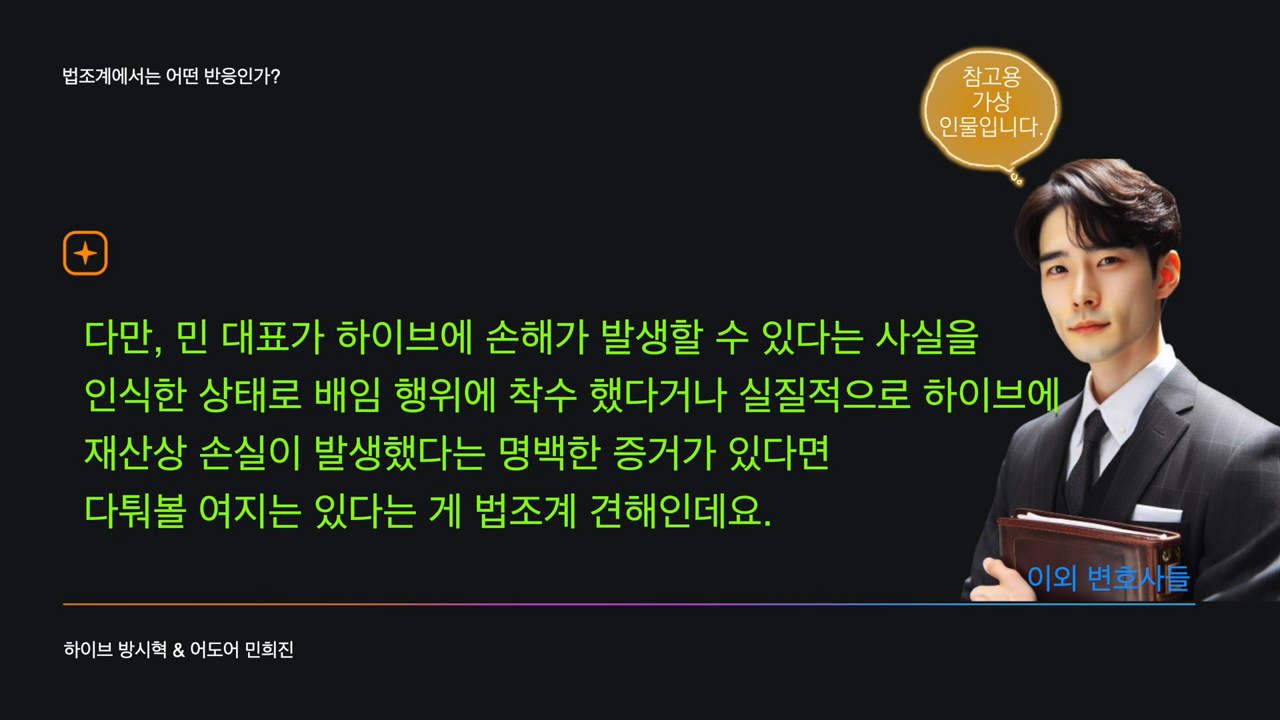 법조계에서는 어떤 반응인가?
참고용
가상
인물입니다.
다만, 민 대표가 하이브에 손해가 발생할 수 있다는 사실을
인식한 상태로 배임 행위에 착수 했다거나 실질적으로 하이브에
재산상 손실이 발생했다는 명백한 증거가 있다면
다퉈볼 여지는 있다는 게 법조계 견해인데요.
이외 변호사들
하이브 방시혁 & 어도어 민희진